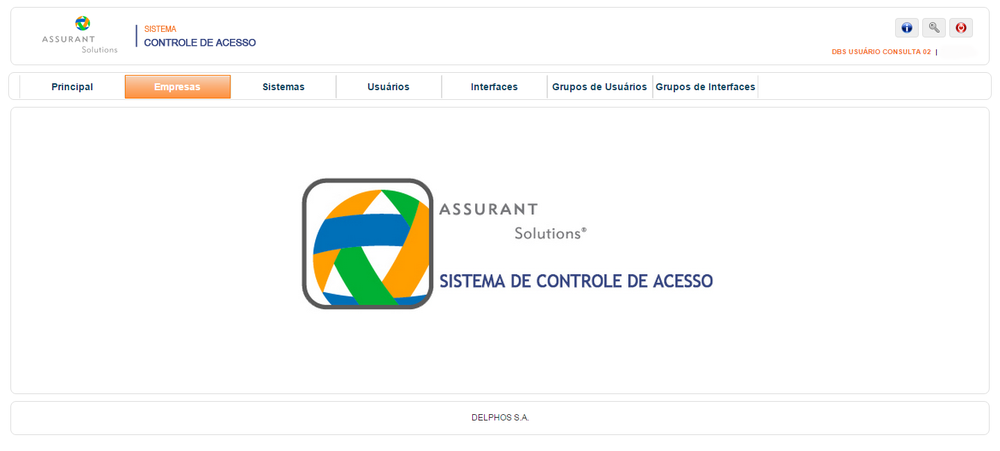 ASSURANT
Solutions
SISTEMA
CONTROLE DE ACESSO
DBS USUÁRIO CONSULTA 02 |
Principal Empresas Sistemas Usuários Interfaces Grupos de Usuários Grupos de Interfaces
ASSURANT
Solutions®
SISTEMA DE CONTROLE DE ACESSO
DELPHOS S.A.